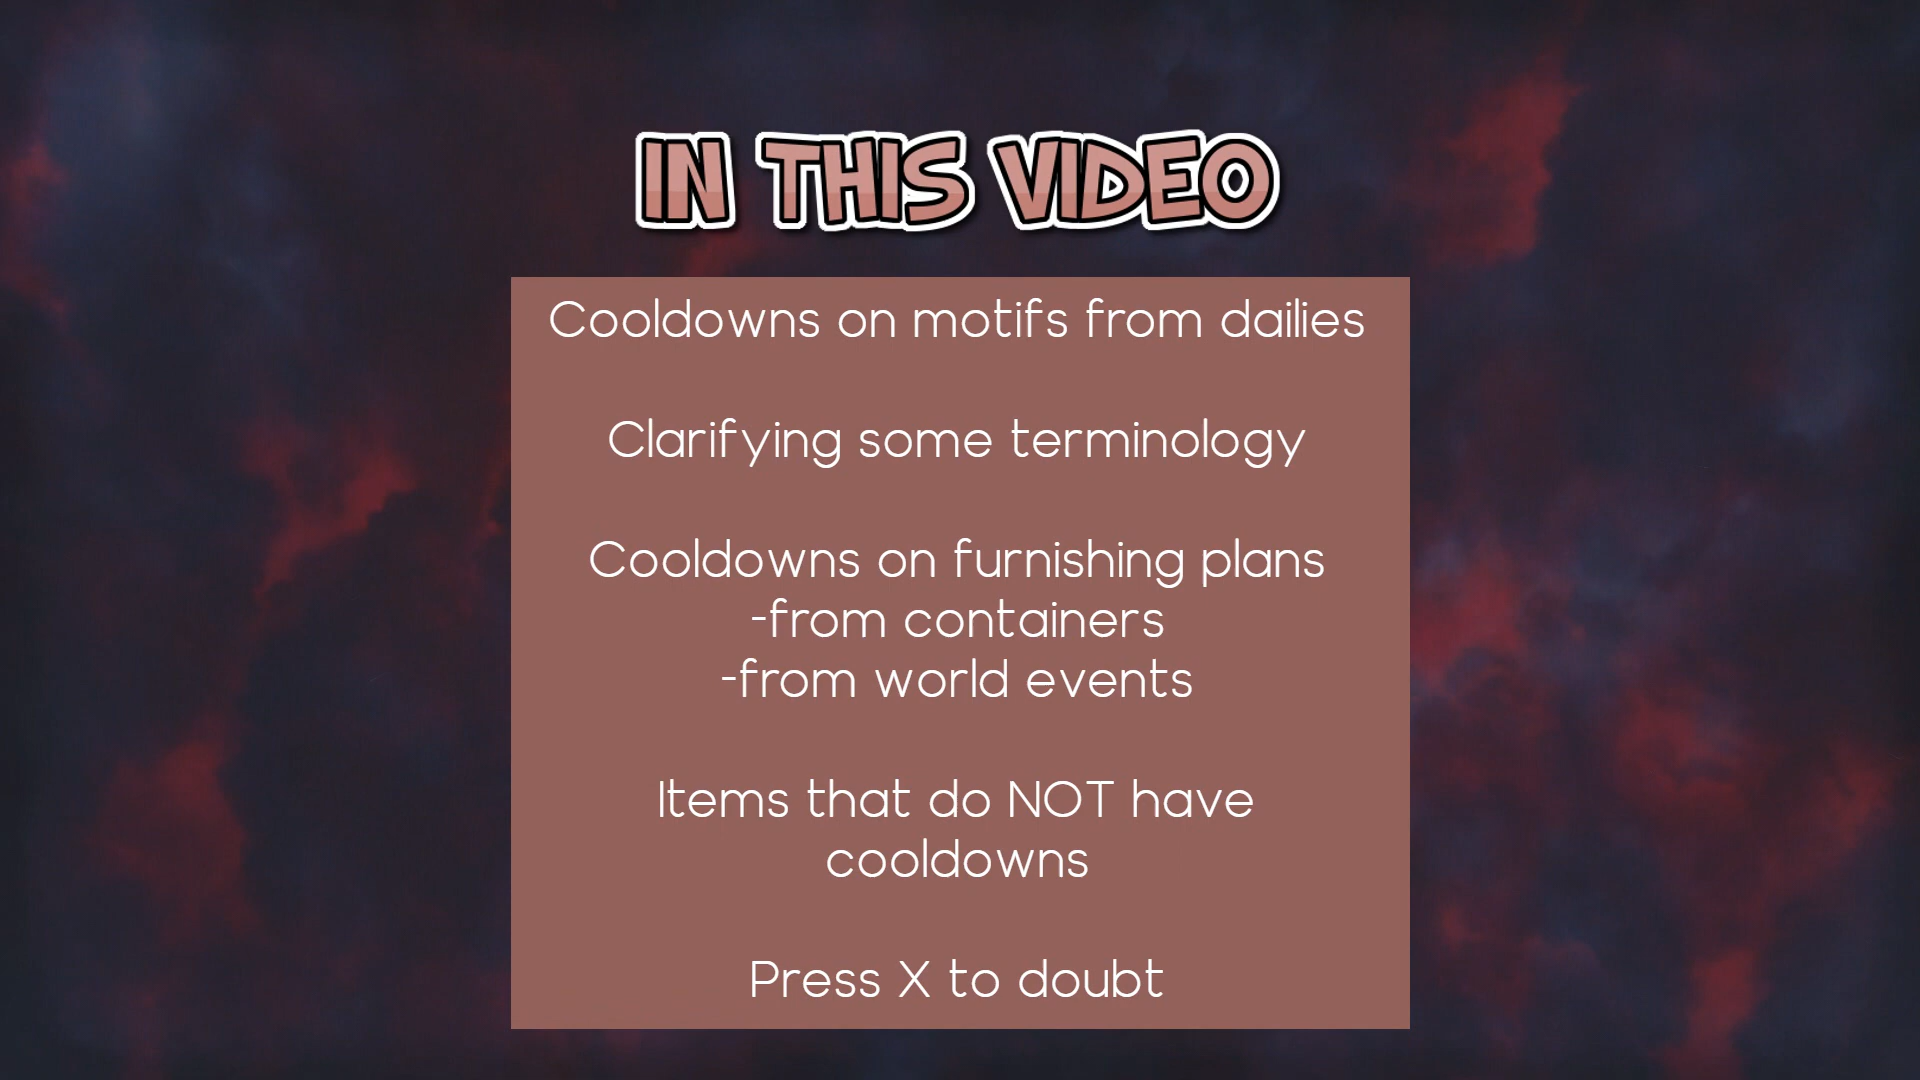 IN THIS VIDEO
Cooldowns on motifs from dailies
Clarifying some terminology
Cooldowns on furnishing plans
-from containers
-from world events
Items that do NOT have
cooldowns
Press X to doubt